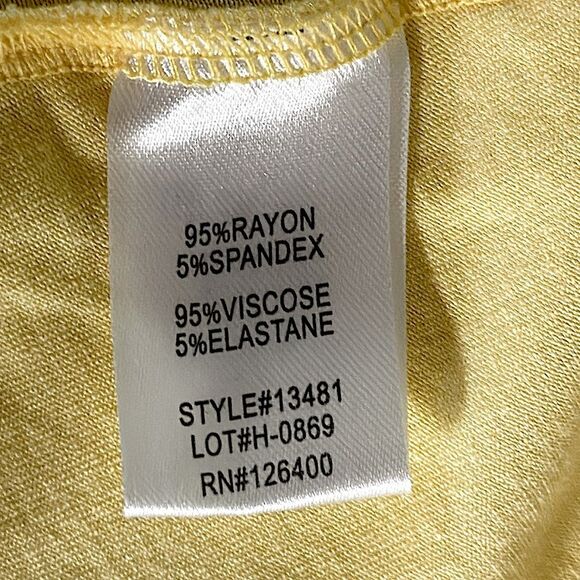 95%RAYON
5%SPANDEX
95%VISCOSE
5%ELASTANE
STYLE#13481
LOT#H-0869
RN#126400